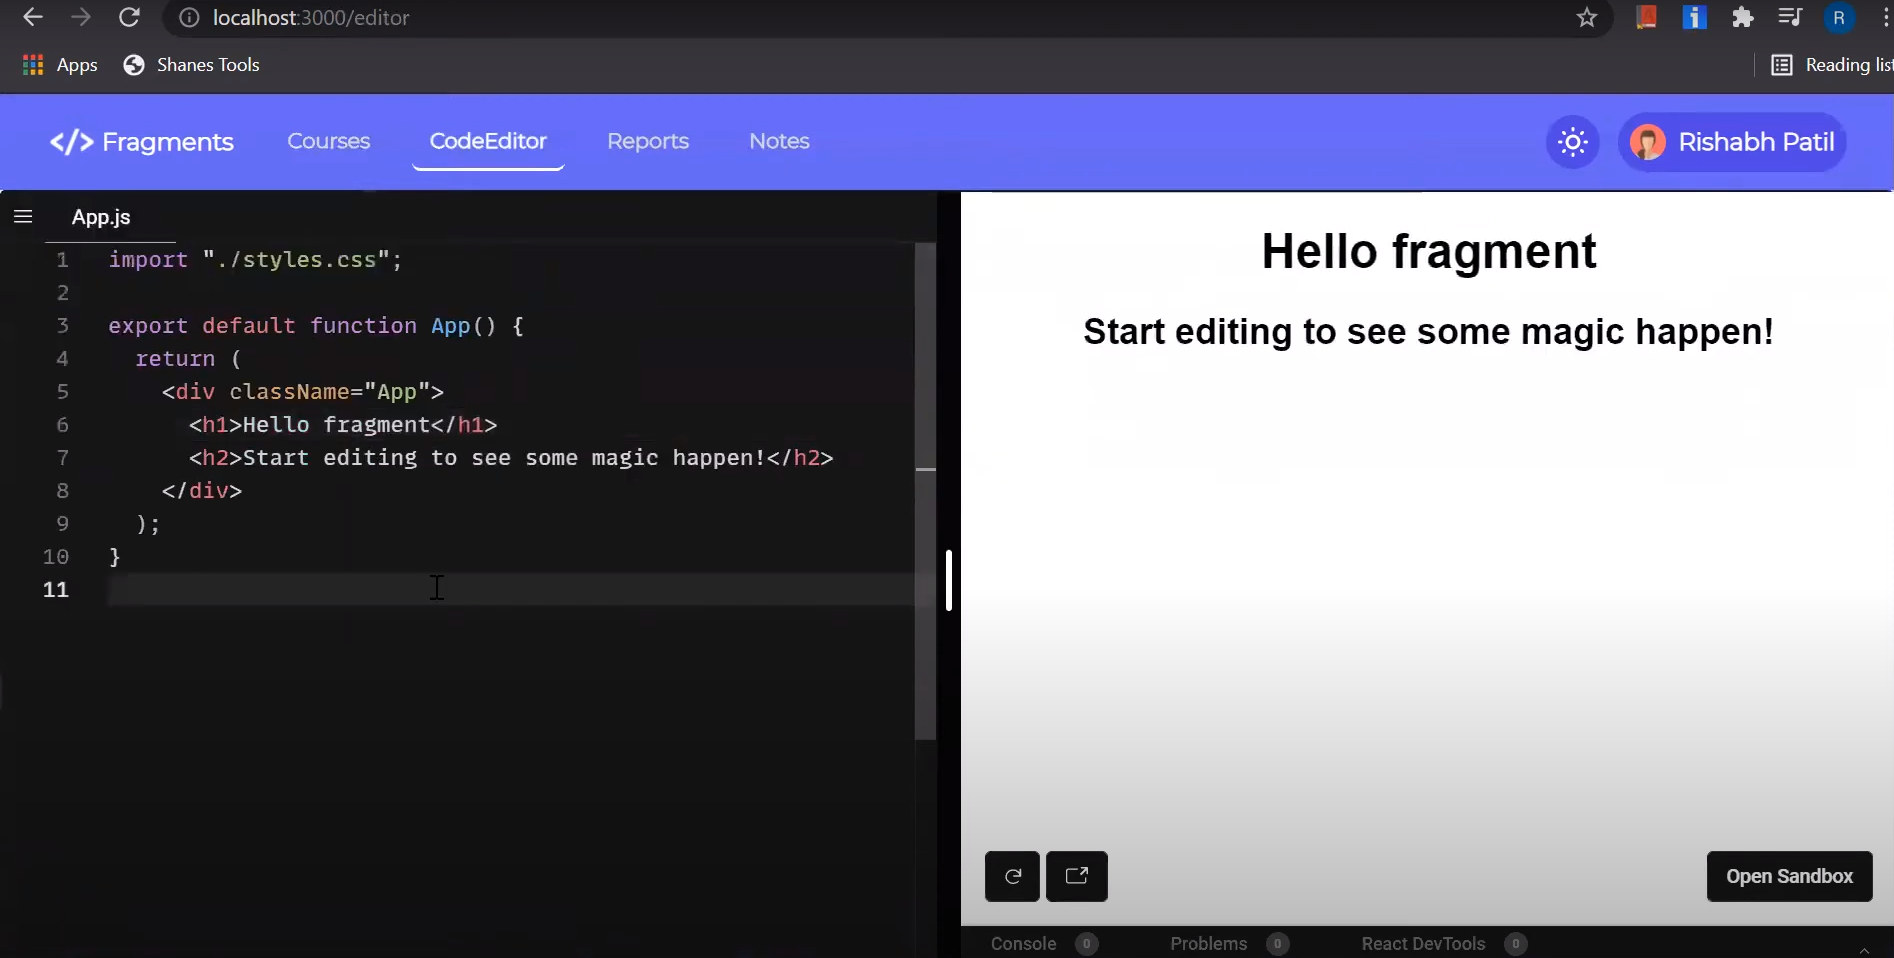 localhost:3000/editor
R
Apps
Shanes Tools
Reading list
</> Fragments
Courses
CodeEditor
Reports
Notes
Rishabh Patil
App.js
1 import "./styles.css";
2
3 export default function App() {
4 return (
5 <div className="App">
6 <h1>Hello fragment</h1>
7 <h2>Start editing to see some magic happen!</h2>
8 </div>
9 );
10 }
11
Hello fragment
Start editing to see some magic happen!
Open Sandbox
Console 0
Problems 0
React DevTools 0